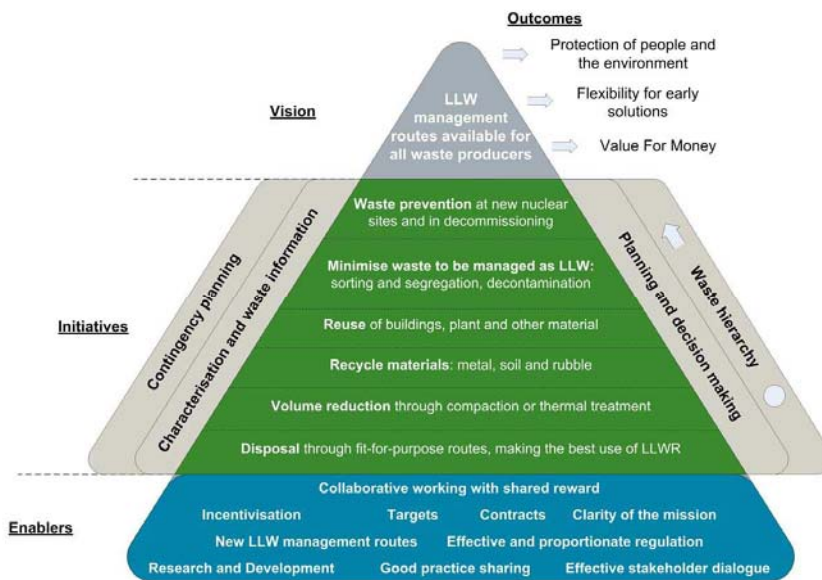 Outcomes
Protection of people and
the environment
Flexibility for early
solutions
Value For Money
Vision
LLW
management
routes available for
all waste producers
Initiatives
Contingency planning
Characterisation and waste information
Waste prevention at new nuclear
sites and in decommissioning
Minimise waste to be managed as LLW:
sorting and segregation, decontamination
Reuse of buildings, plant and other material
Recycle materials: metal, soil and rubble
Volume reduction through compaction or thermal treatment
Disposal through fit-for-purpose routes, making the best use of LLWR
Planning and decision making
Waste hierarchy
Enablers
Collaborative working with shared reward
Incentivisation Targets Contracts Clarity of the mission
New LLW management routes Effective and proportionate regulation
Research and Development Good practice sharing Effective stakeholder dialogue